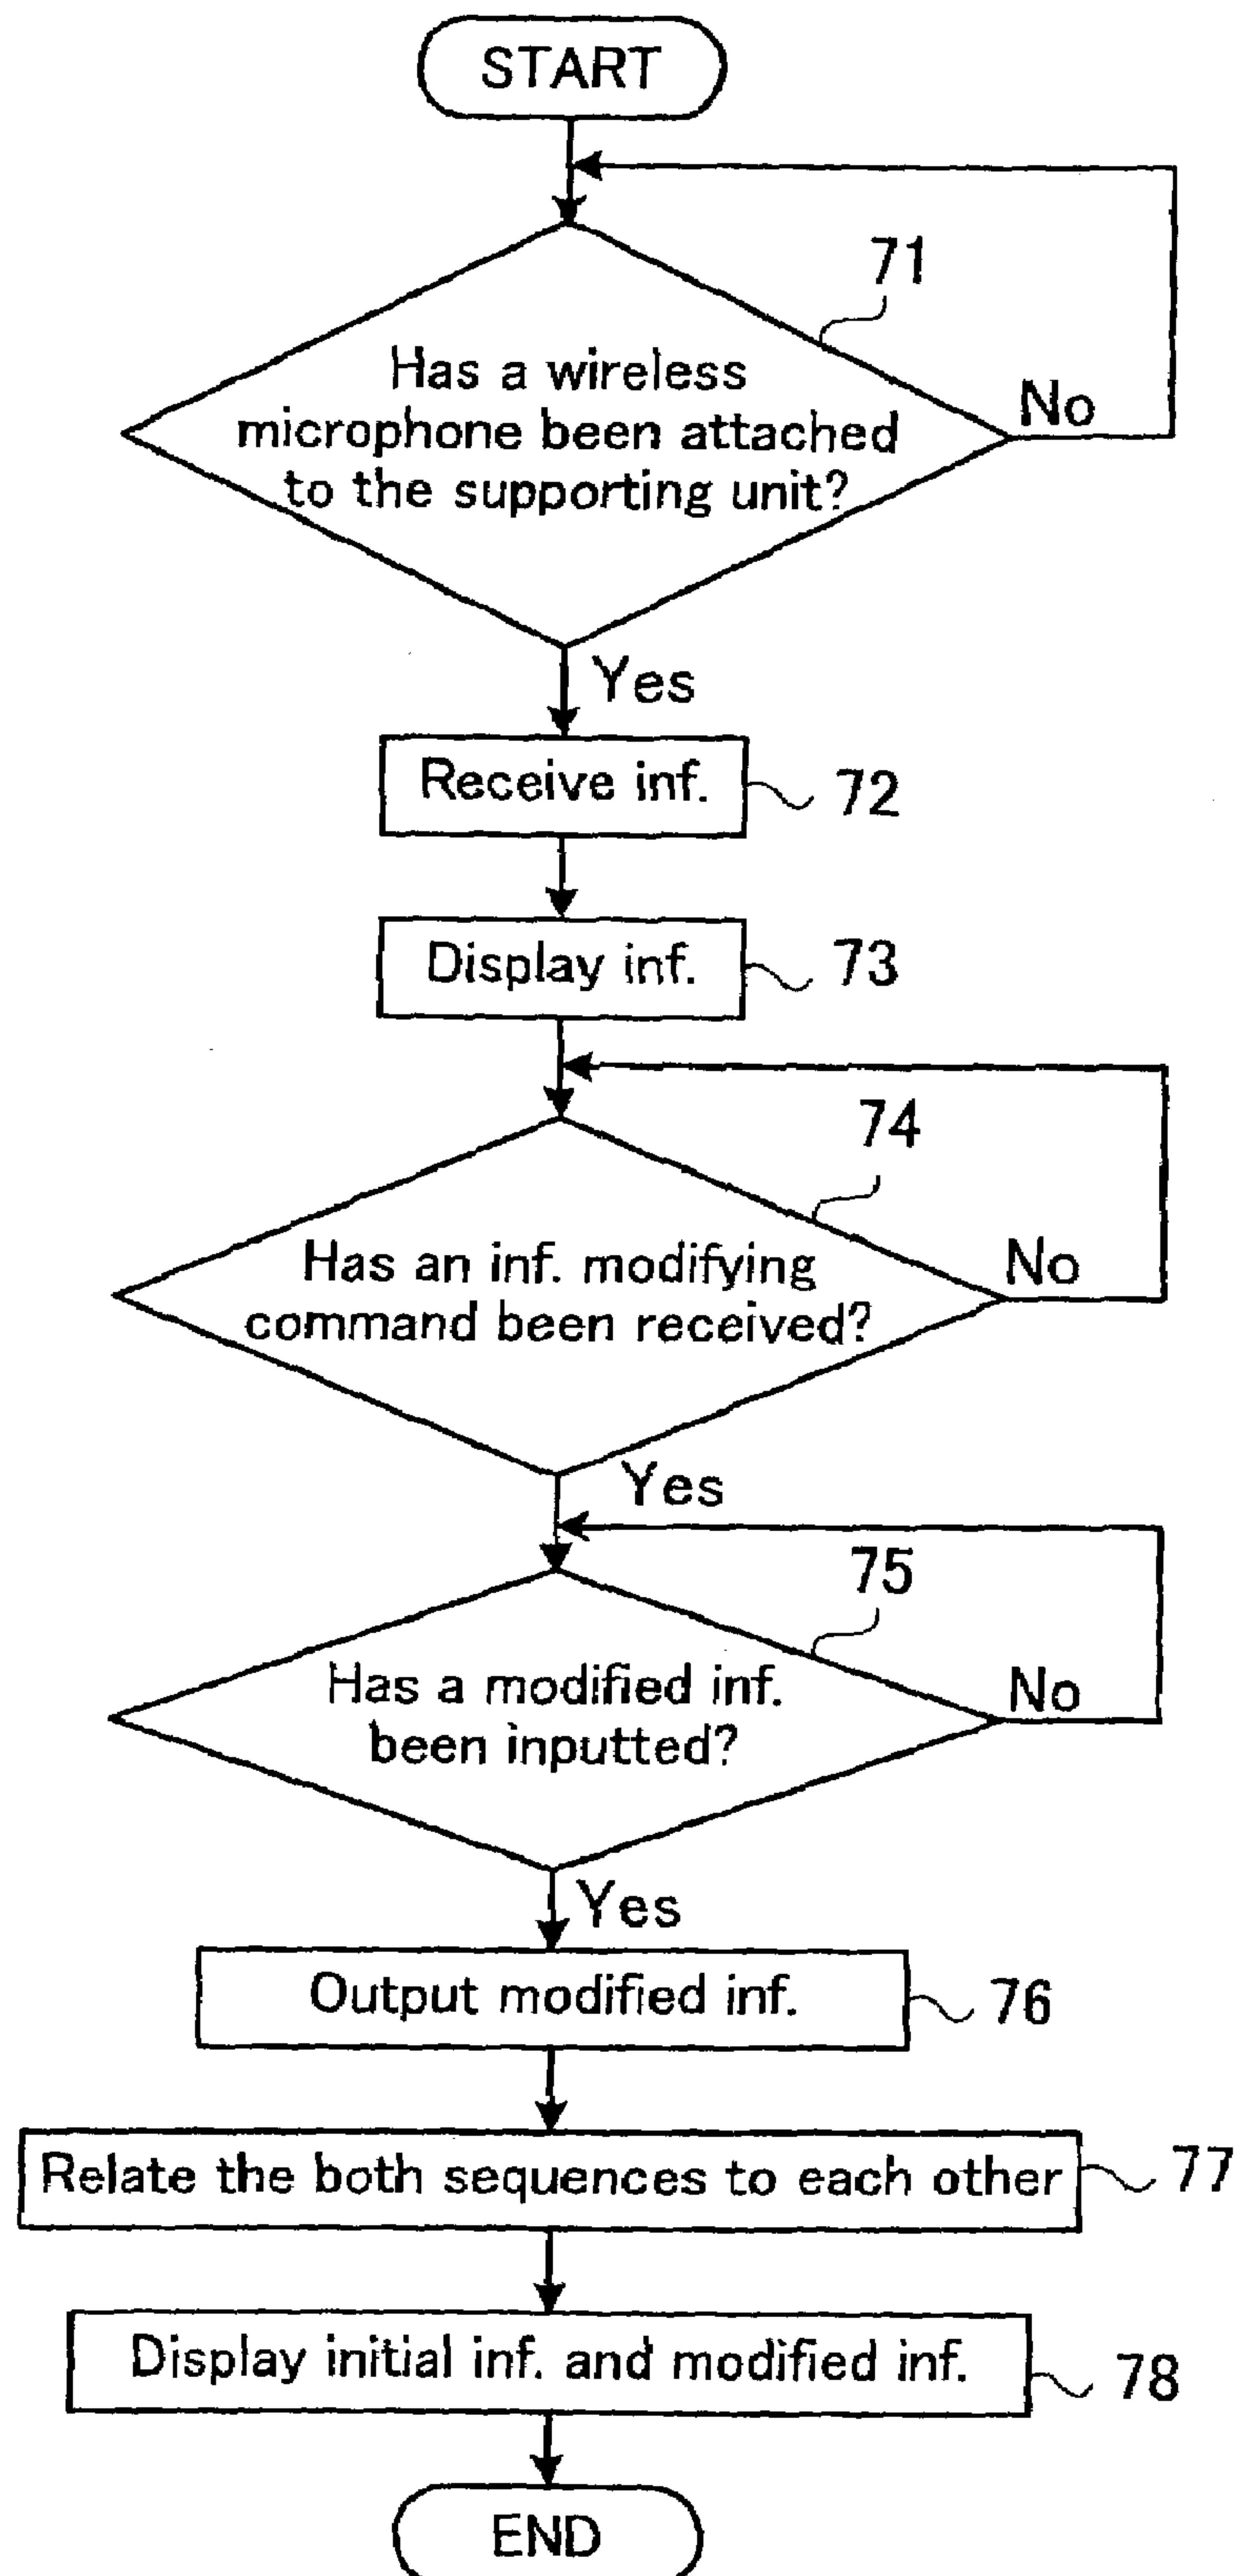 START
71
Has a wireless
microphone been attached
to the supporting unit?
No
Yes
Receive inf.
72
Display inf.
73
74
Has an inf. modifying
command been received?
No
Yes
75
Has a modified inf.
been inputted?
No
Yes
Output modified inf.
76
Relate the both sequences to each other
77
Display initial inf. and modified inf.
78
END